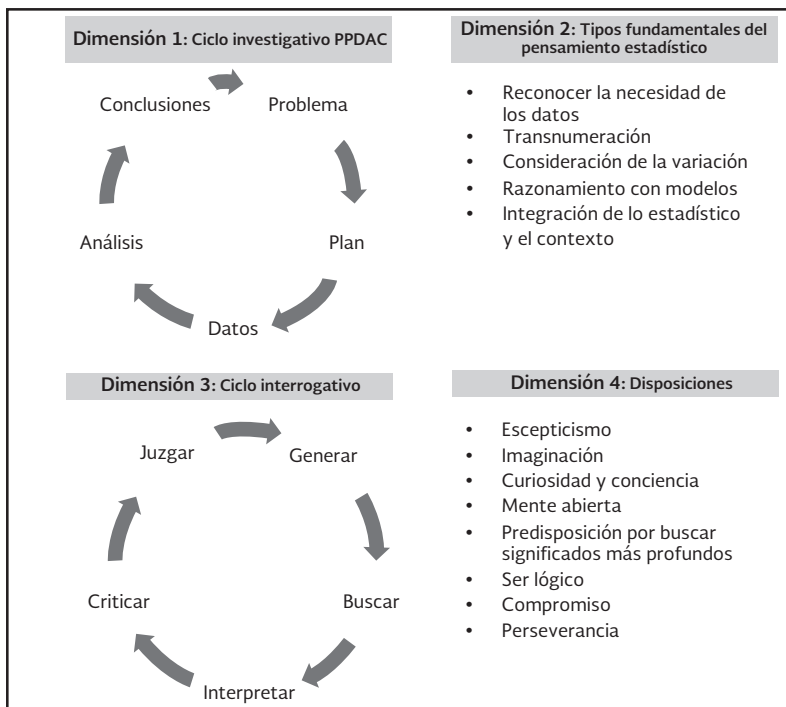 Dimensión 1: Ciclo investigativo PPDAC
Conclusiones
Problema
Análisis
Plan
Datos
Dimensión 2: Tipos fundamentales del
pensamiento estadístico
• Reconocer la necesidad de
los datos
• Transnumeración
• Consideración de la variación
• Razonamiento con modelos
• Integración de lo estadístico
y el contexto
Dimensión 3: Ciclo interrogativo
Juzgar
Generar
Criticar
Buscar
Interpretar
Dimensión 4: Disposiciones
• Escepticismo
• Imaginación
• Curiosidad y conciencia
• Mente abierta
• Predisposición por buscar
significados más profundos
• Ser lógico
• Compromiso
• Perseverancia